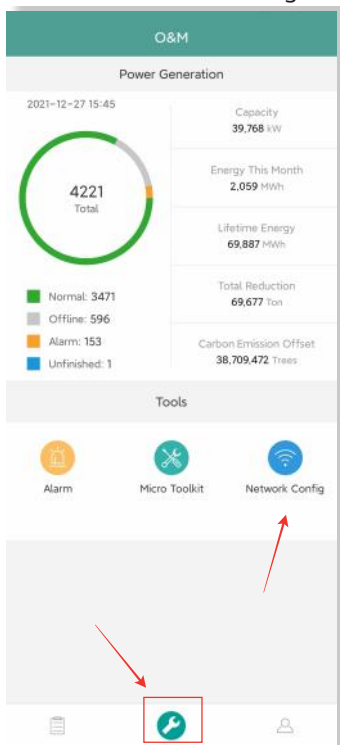 O&M
Power Generation
2021-12-27 15:45
4221
Total
Normal: 3471
Offline: 596
Alarm: 153
Unfinished: 1
Capacity
39,768 kW
Energy This Month
2,059 MWh
Lifetime Energy
69,887 MWh
Total Reduction
69,677 Ton
Carbon Emission Offset
38,709,472 Trees
Tools
Alarm
Micro Toolkit
Network Config